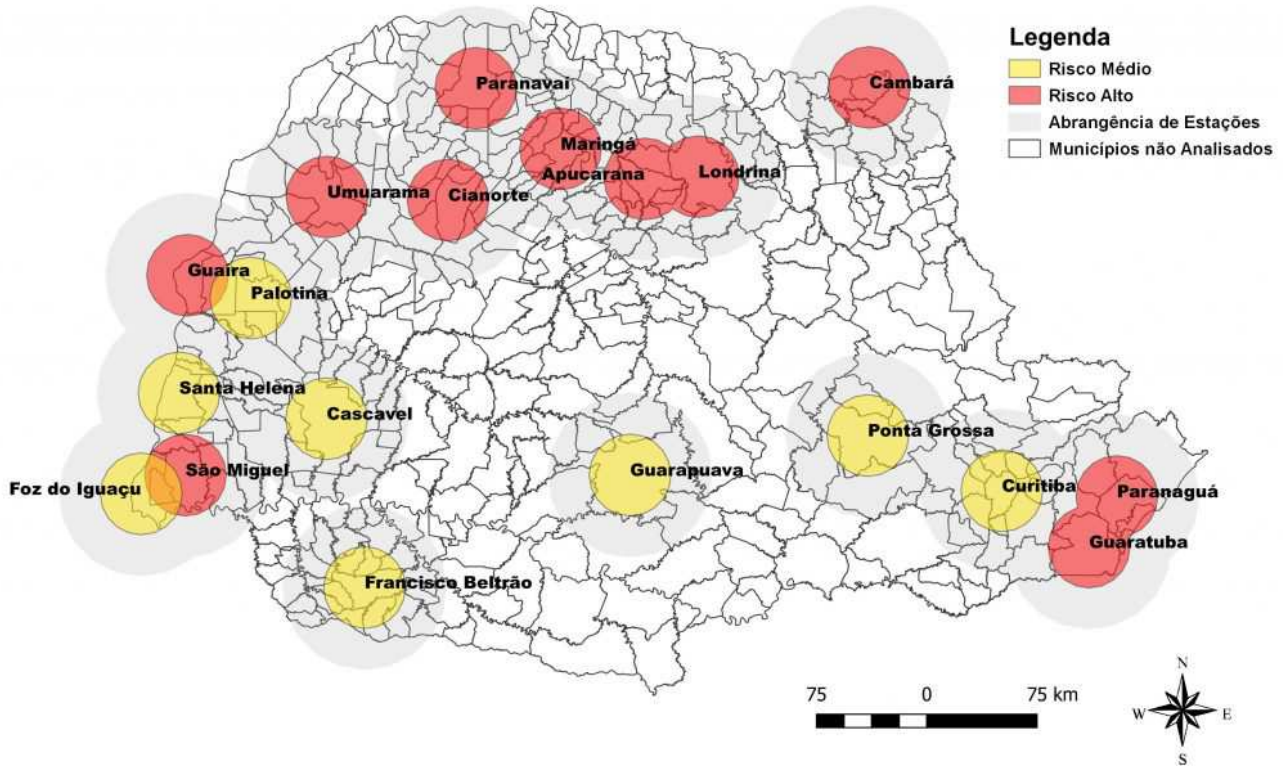 Legenda
Risco Médio
Risco Alto
Abrangência de Estações
Municípios não Analisados
Paranavaí
Cambará
Maringá
Apucarana
Londrina
Umuarama
Cianorte
Guaíra
Palotina
Santa Helena
Cascavel
Ponta Grossa
São Miguel
Guarapuava
Foz do Iguaçu
Curitiba
Paranaguá
Guaratuba
Francisco Beltrão
75 0 75 km
N
W E
S